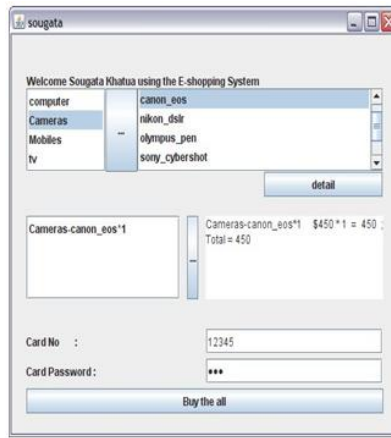 sougata
Welcome Sougata Khatua using the E-shopping System
computer
Cameras
Mobiles
tv
...
canon_eos
nikon_dslr
olympus_pen
sony_cybershot
detail
Cameras-canon_eos*1
...
Cameras-canon_eos*1 $450*1 = 450 ;
Total = 450
Card No : 12345
Card Password : •••
Buy the all